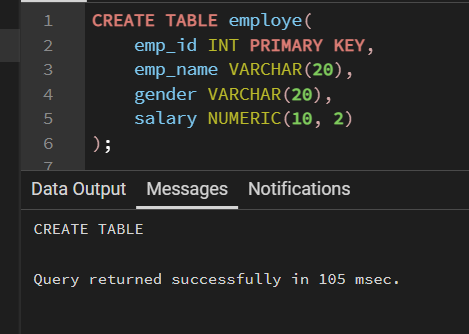 1 CREATE TABLE employe(
2     emp_id INT PRIMARY KEY,
3     emp_name VARCHAR(20),
4     gender VARCHAR(20),
5     salary NUMERIC(10, 2)
6 );
7
Data Output Messages Notifications
CREATE TABLE
Query returned successfully in 105 msec.